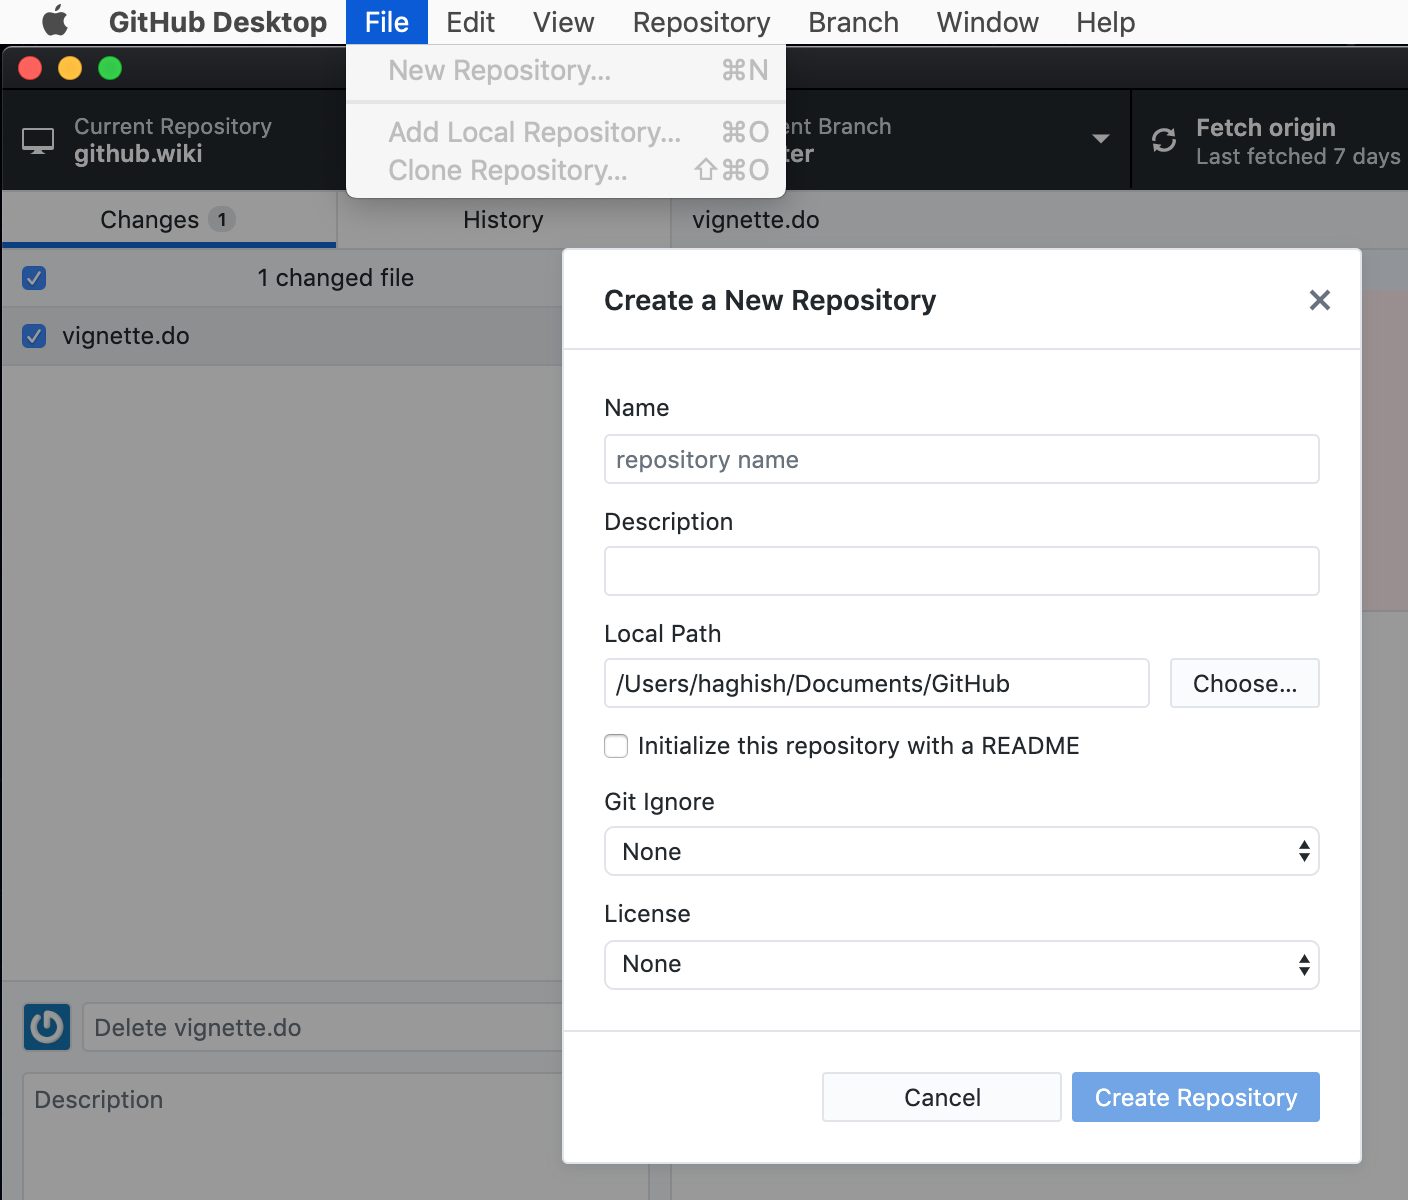 GitHub Desktop File Edit View Repository Branch Window Help
New Repository... ⌘N
Add Local Repository... ⌘O
Clone Repository... ⇧⌘O
Current Repository
github.wiki
ent Branch
ter
Fetch origin
Last fetched 7 days
Changes 1
History
vignette.do
1 changed file
vignette.do
Create a New Repository
Name
repository name
Description
Local Path
/Users/haghish/Documents/GitHub
Choose...
Initialize this repository with a README
Git Ignore
None
License
None
Cancel
Create Repository
Delete vignette.do
Description